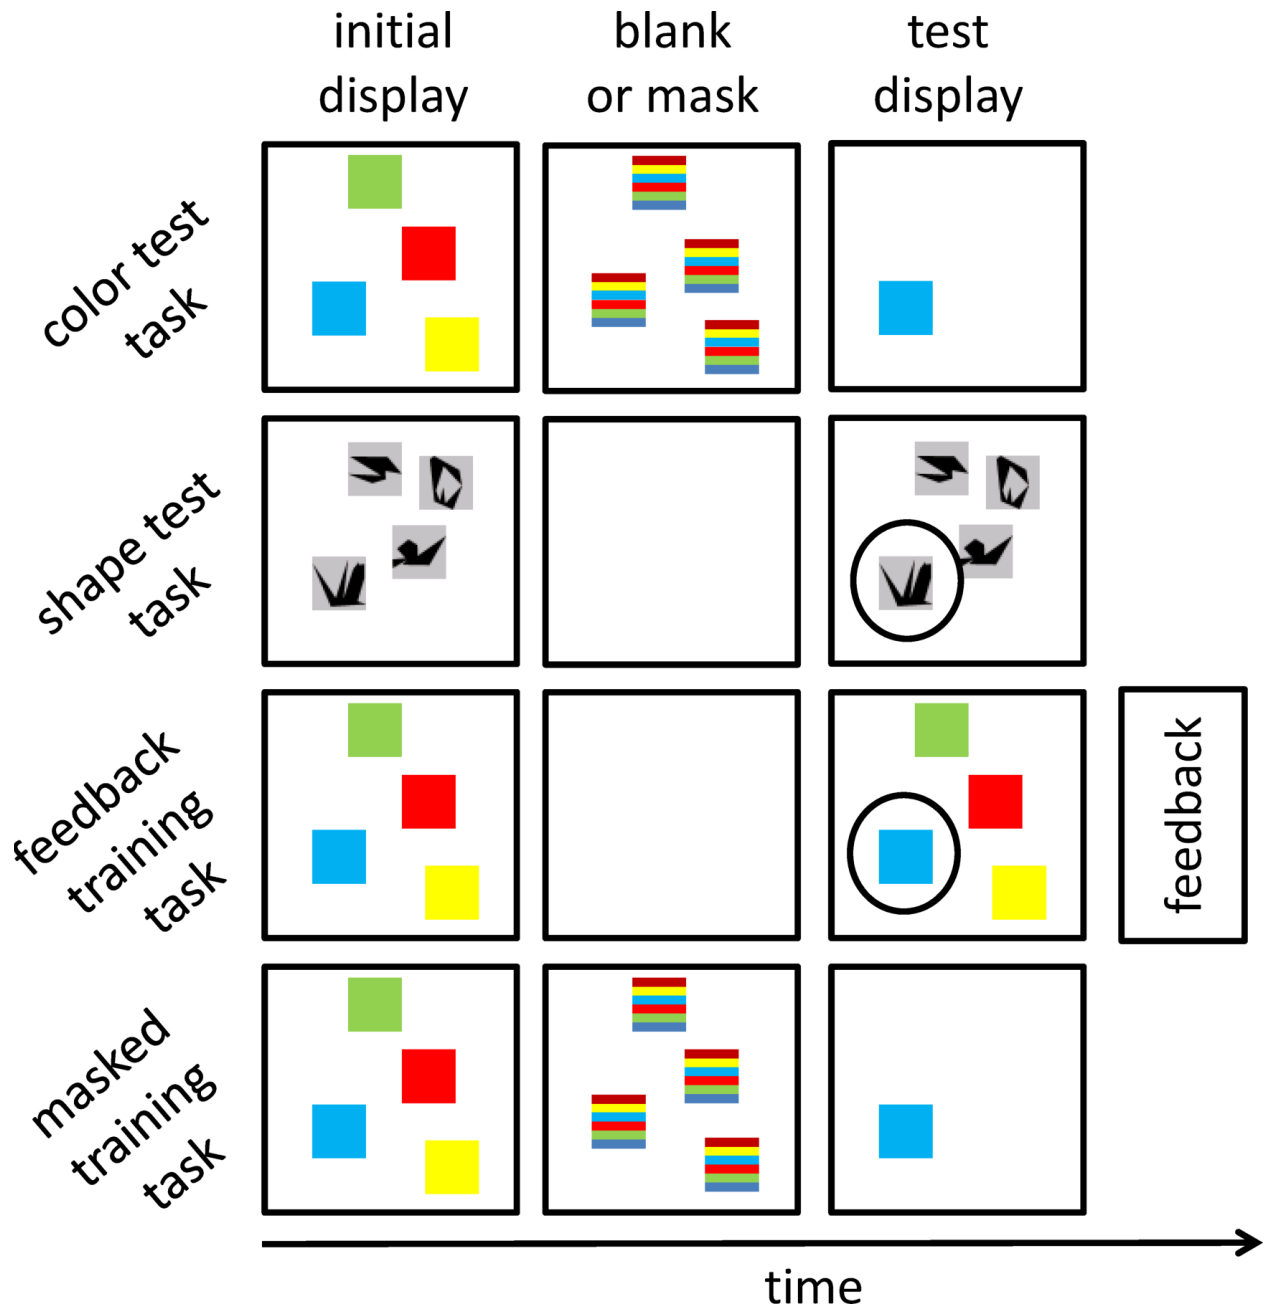 initial
display
blank
or mask
test
display
color test
task
shape test
task
feedback
training
task
feedback
masked
training
task
time